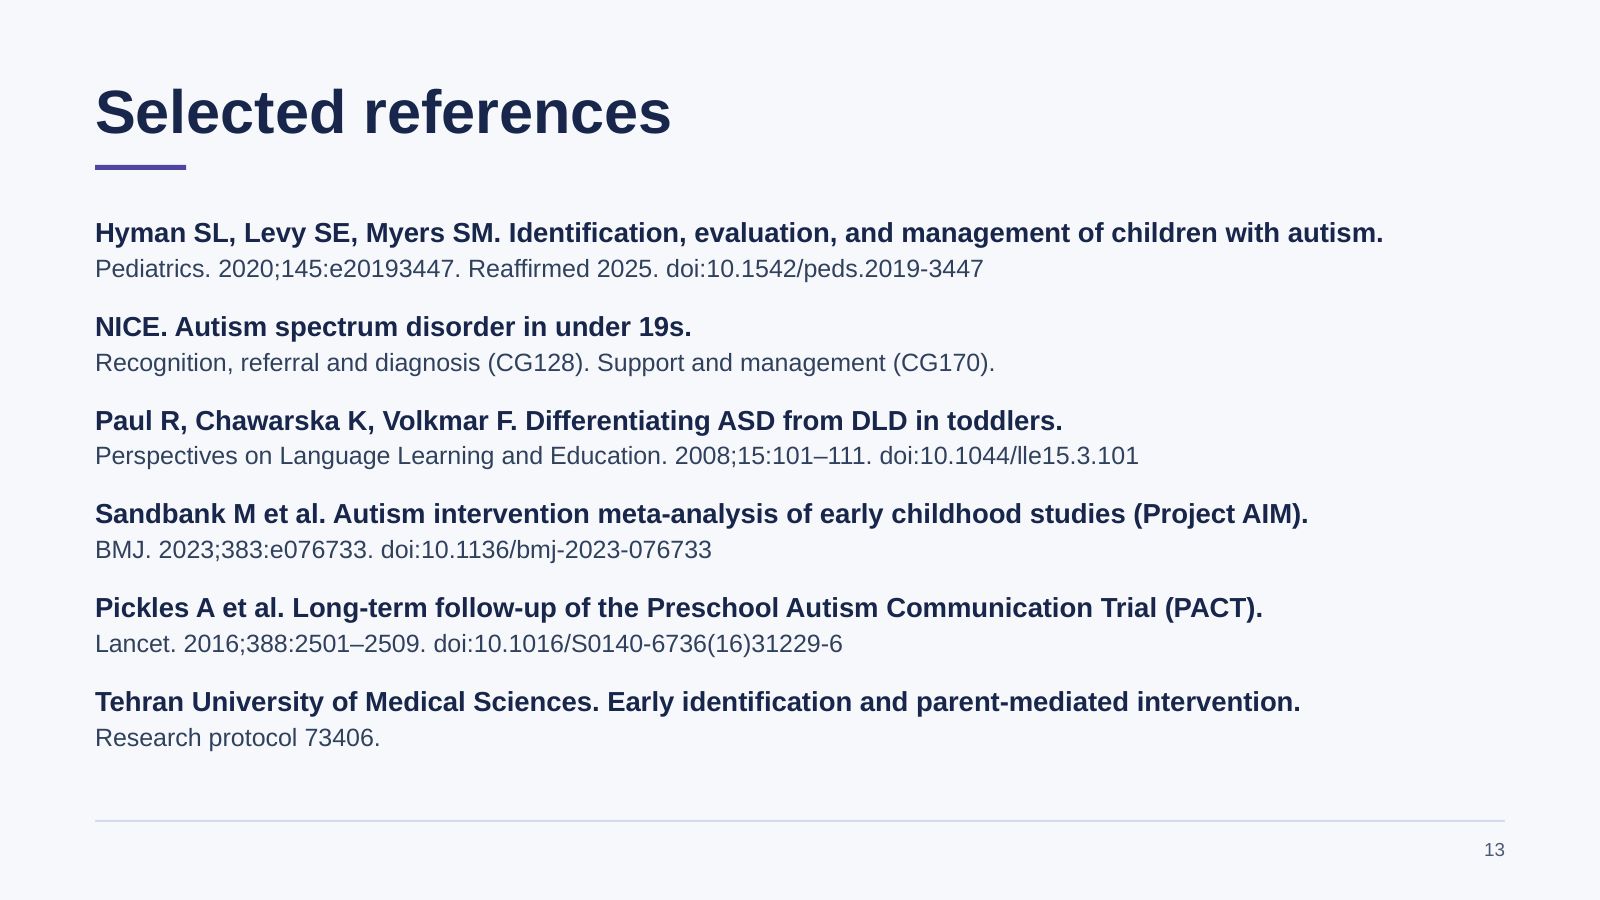 Selected references
Hyman SL, Levy SE, Myers SM. Identification, evaluation, and management of children with autism.
Pediatrics. 2020;145:e20193447. Reaffirmed 2025. doi:10.1542/peds.2019-3447
NICE. Autism spectrum disorder in under 19s.
Recognition, referral and diagnosis (CG128). Support and management (CG170).
Paul R, Chawarska K, Volkmar F. Differentiating ASD from DLD in toddlers.
Perspectives on Language Learning and Education. 2008;15:101–111. doi:10.1044/lle15.3.101
Sandbank M et al. Autism intervention meta-analysis of early childhood studies (Project AIM).
BMJ. 2023;383:e076733. doi:10.1136/bmj-2023-076733
Pickles A et al. Long-term follow-up of the Preschool Autism Communication Trial (PACT).
Lancet. 2016;388:2501–2509. doi:10.1016/S0140-6736(16)31229-6
Tehran University of Medical Sciences. Early identification and parent-mediated intervention.
Research protocol 73406.
13